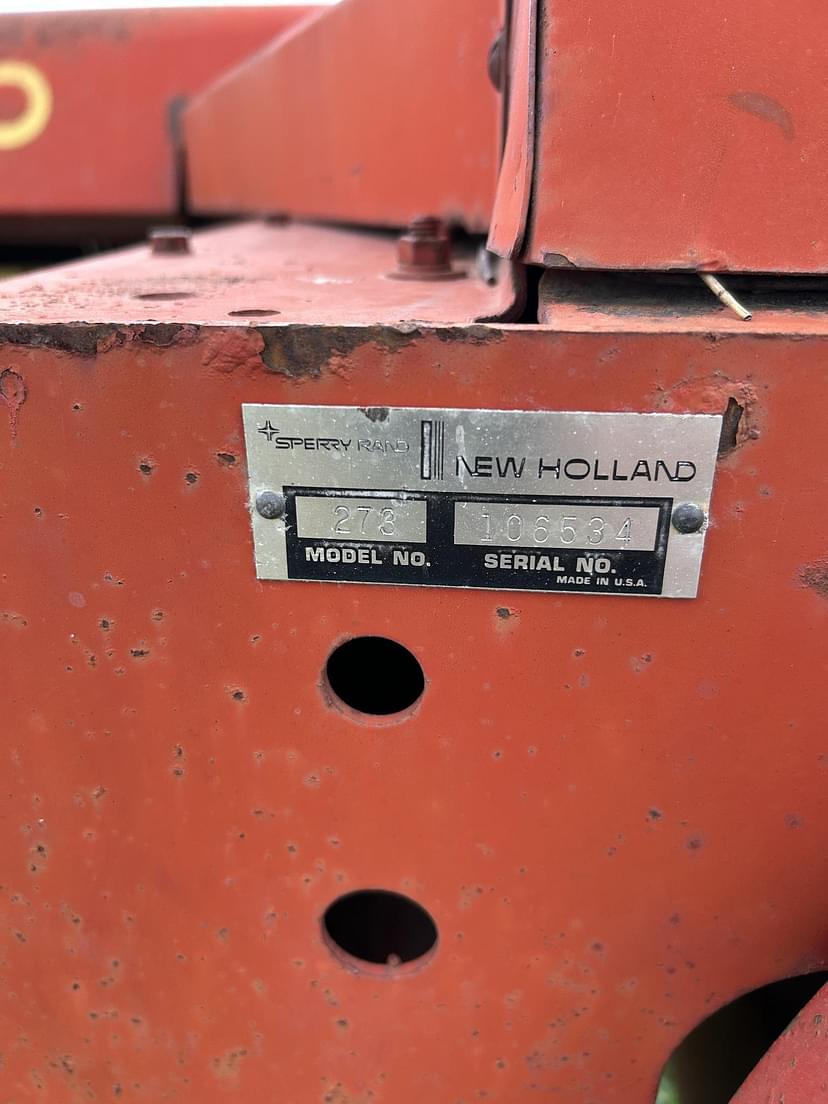 SPERRY RAND NEW HOLLAND
273 106534
MODEL NO. SERIAL NO.
MADE IN U.S.A.